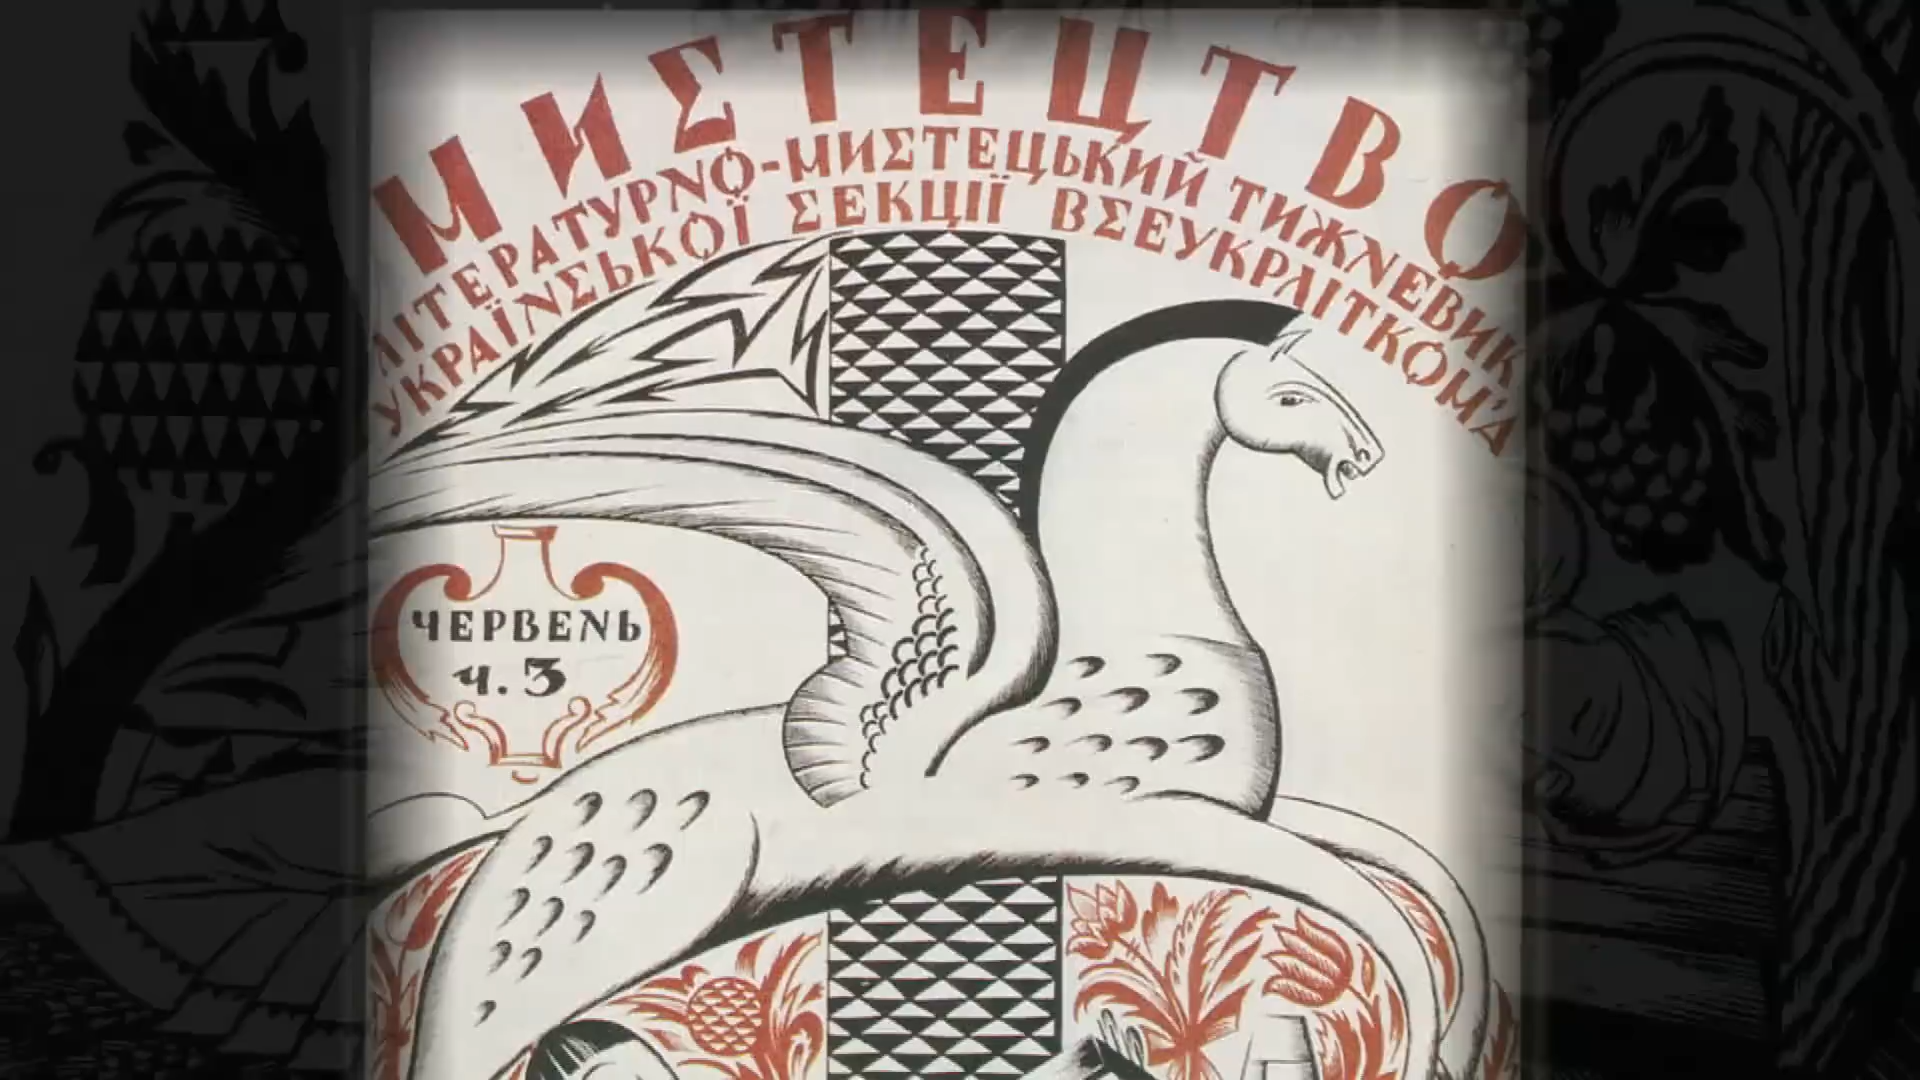 МИСТЕЦТВО
ЛІТЕРАТУРНО-МИСТЕЦЬКИЙ ТИЖНЕВИК
УКРАЇНСЬКОЇ СЕКЦІЇ ВСЕУКРЛІТКОМ'А
ЧЕРВЕНЬ
ч. 3